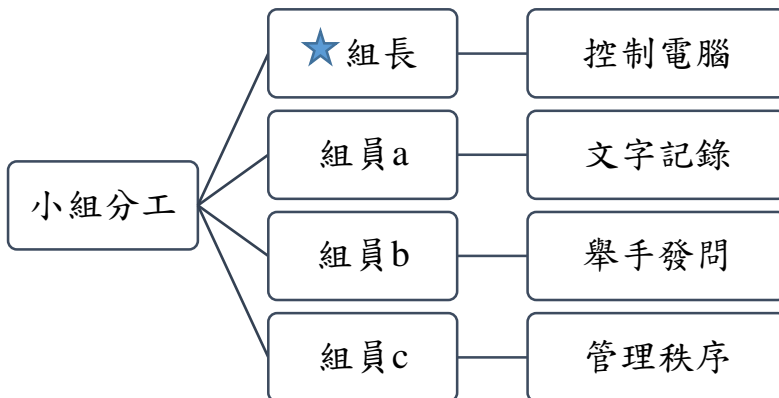 組長
控制電腦
組員a
文字記錄
小組分工
組員b
舉手發問
組員c
管理秩序